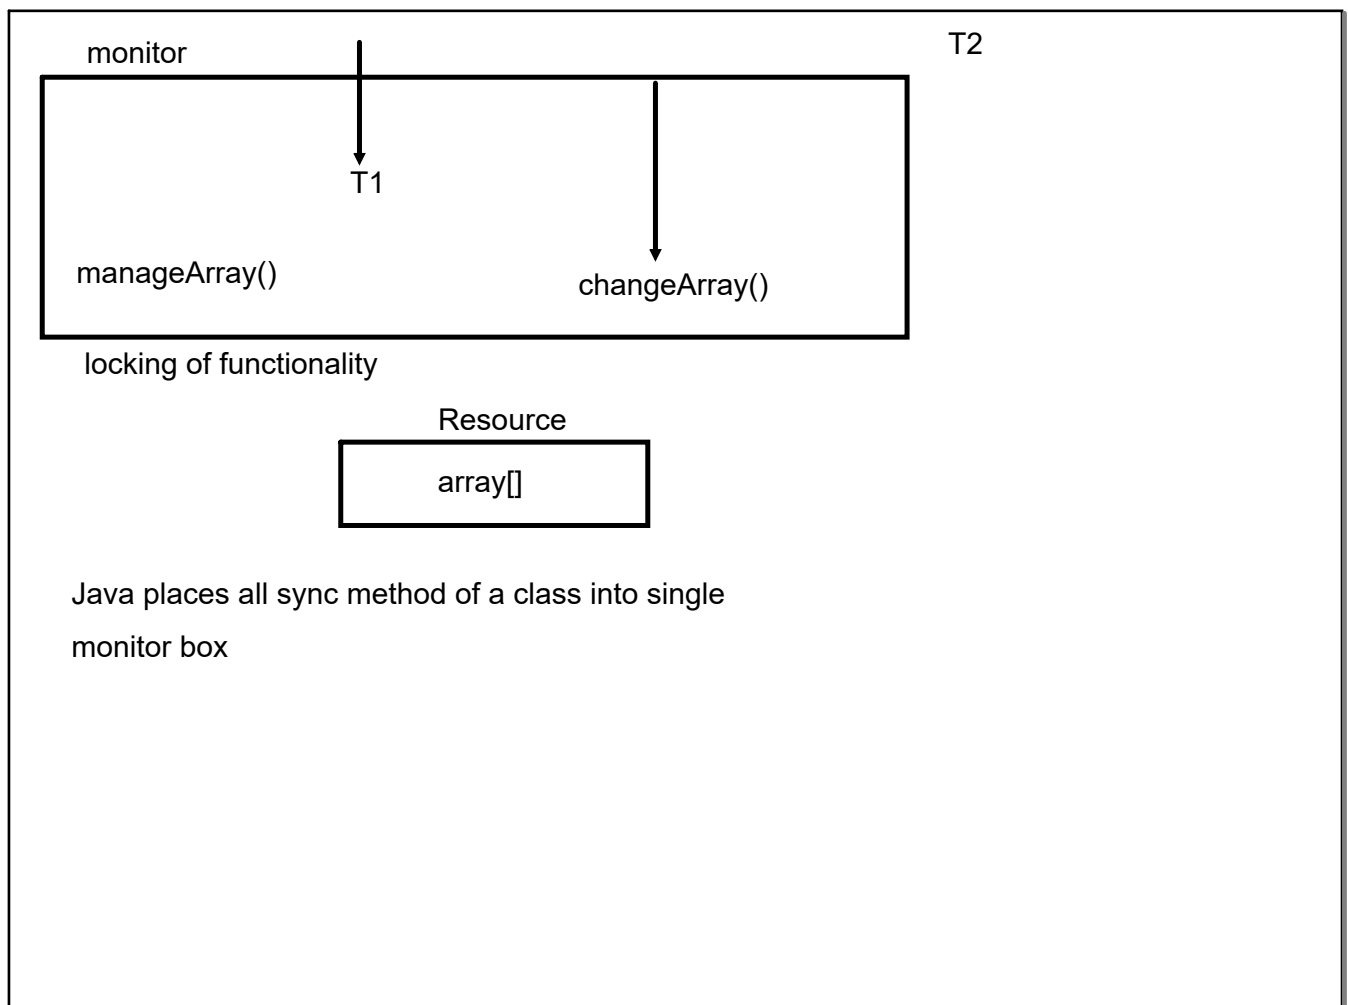 monitor
T2
T1
manageArray()
changeArray()
locking of functionality
Resource
array[]
Java places all sync method of a class into single
monitor box